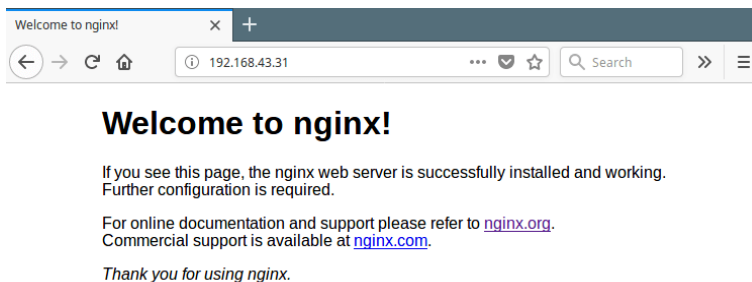 Welcome to nginx!
192.168.43.31
Search
Welcome to nginx!
If you see this page, the nginx web server is successfully installed and working.
Further configuration is required.
For online documentation and support please refer to nginx.org.
Commercial support is available at nginx.com.
Thank you for using nginx.